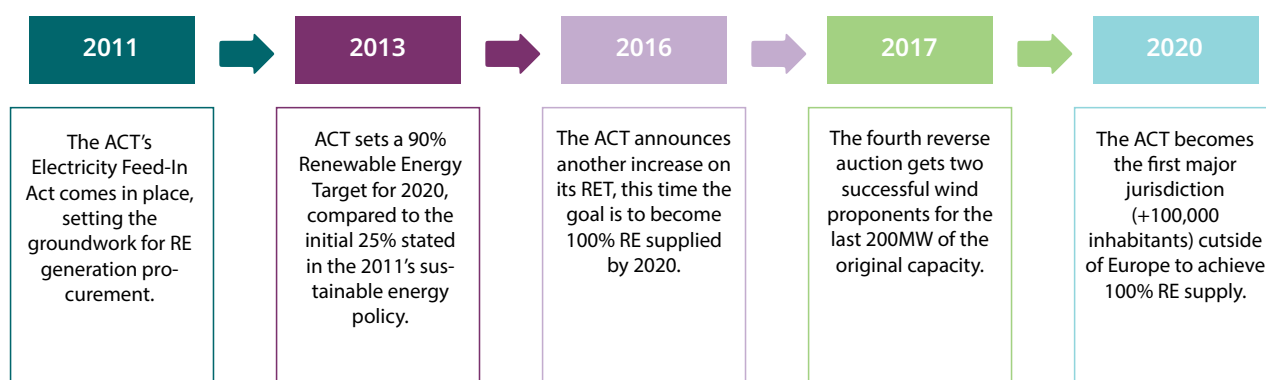 2011
The ACT's
Electricity Feed-In
Act comes in place,
setting the
groundwork for RE
generation pro-
curement.
2013
ACT sets a 90%
Renewable Energy
Target for 2020,
compared to the
initial 25% stated
in the 2011's sus-
tainable energy
policy.
2016
The ACT announces
another increase on
its RET, this time the
goal is to become
100% RE supplied
by 2020.
2017
The fourth reverse
auction gets two
successful wind
proponents for the
last 200MW of the
original capacity.
2020
The ACT becomes
the first major
jurisdiction
(+100,000
inhabitants) cutside
of Europe to achieve
100% RE supply.